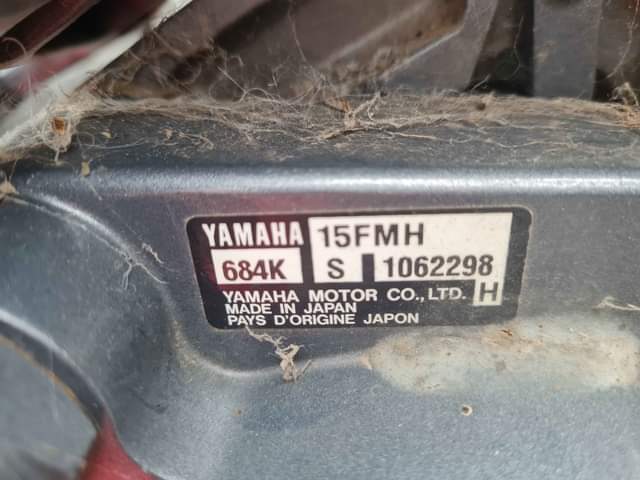 YAMAHA 15FMH
684K S 1062298
YAMAHA MOTOR CO., LTD. H
MADE IN JAPAN
PAYS D'ORIGINE JAPON